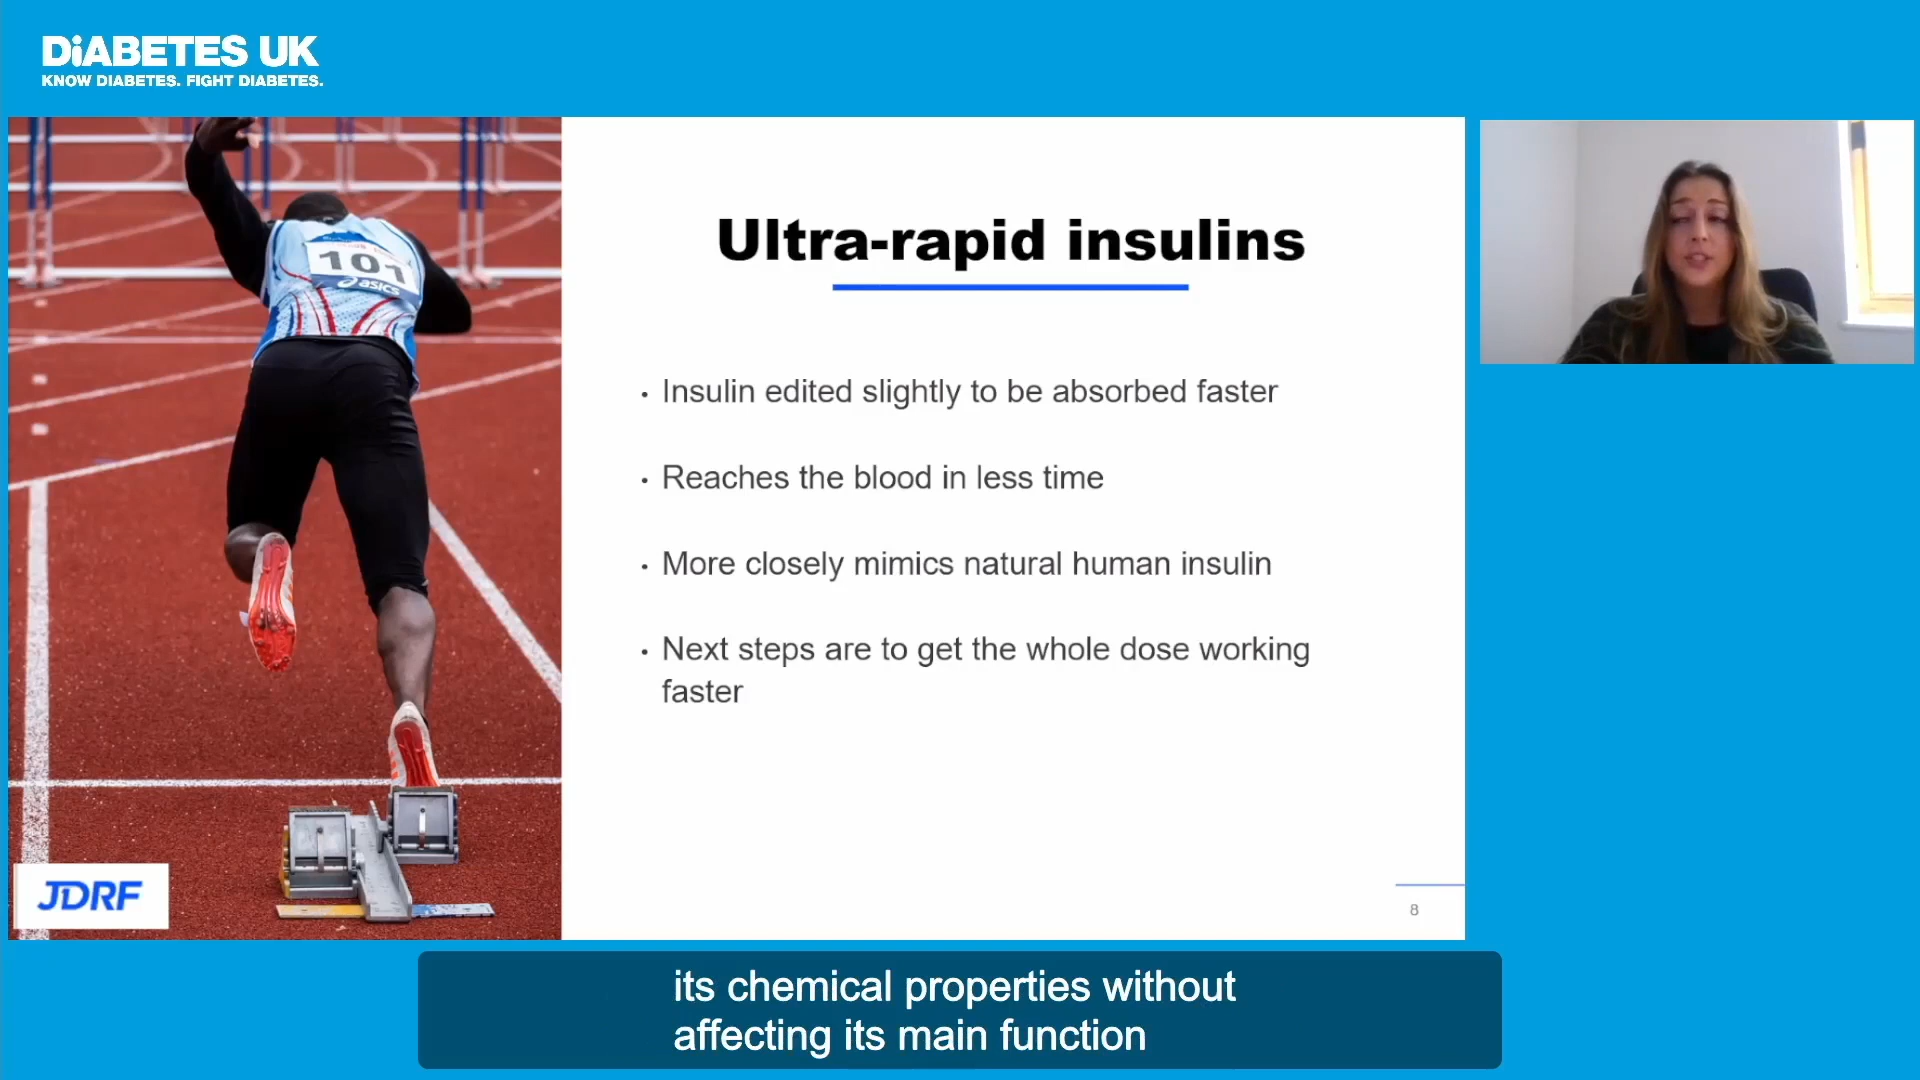 DiABETES UK
KNOW DIABETES. FIGHT DIABETES.
101
asics
JDRF
Ultra-rapid insulins
• Insulin edited slightly to be absorbed faster
• Reaches the blood in less time
• More closely mimics natural human insulin
• Next steps are to get the whole dose working
faster
8
its chemical properties without
affecting its main function